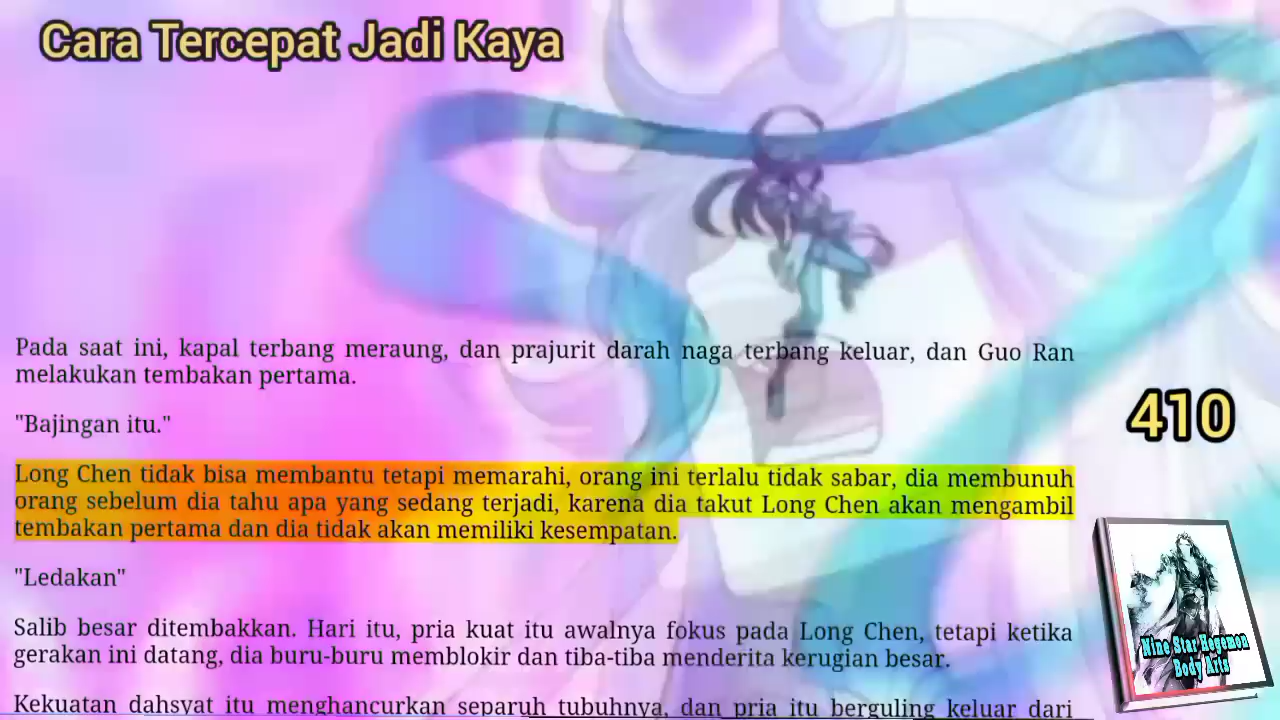 Cara Tercepat Jadi Kaya
Pada saat ini, kapal terbang meraung, dan prajurit darah naga terbang keluar, dan Guo Ran
melakukan tembakan pertama.
"Bajingan itu."
410
Long Chen tidak bisa membantu tetapi memarahi, orang ini terlalu tidak sabar, dia membunuh
orang sebelum dia tahu apa yang sedang terjadi, karena dia takut Long Chen akan mengambil
tembakan pertama dan dia tidak akan memiliki kesempatan.
"Ledakan"
Salib besar ditembakkan. Hari itu, pria kuat itu awalnya fokus pada Long Chen, tetapi ketika
gerakan ini datang, dia buru-buru memblokir dan tiba-tiba menderita kerugian besar.
Nine Star Hegemon
Body Arts
Kekuatan dahsyat itu menghancurkan separuh tubuhnya, dan pria itu berguling keluar dari